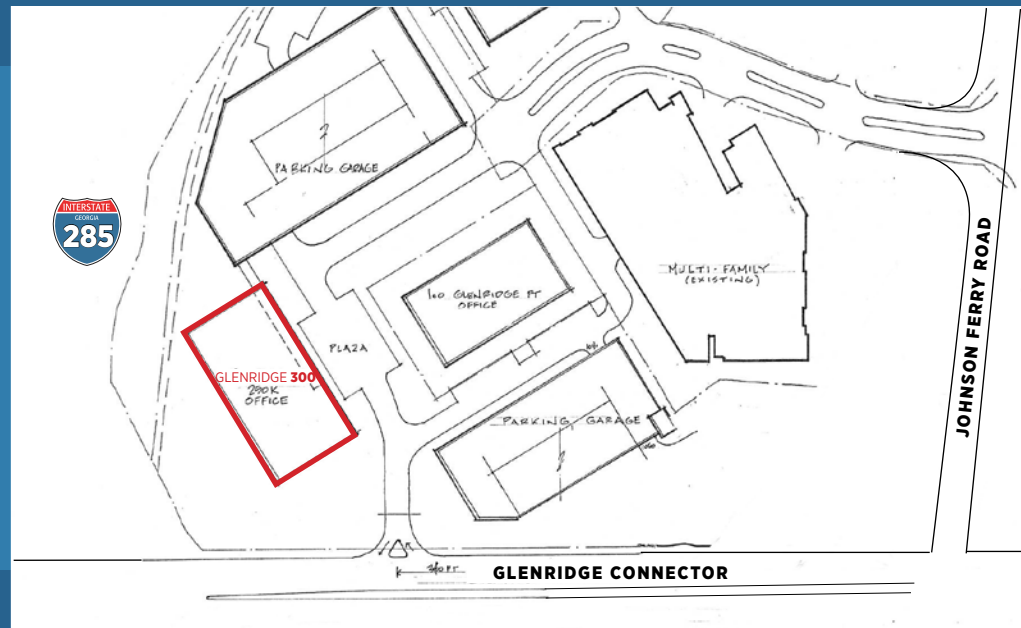 PARKING GARAGE
INTERSTATE
GEORGIA
285
100 GLENRIDGE PT
OFFICE
MULTI-FAMILY
(EXISTING)
JOHNSON FERRY ROAD
PLAZA
GLENRIDGE 300
290K
OFFICE
PARKING GARAGE
GLENRIDGE CONNECTOR